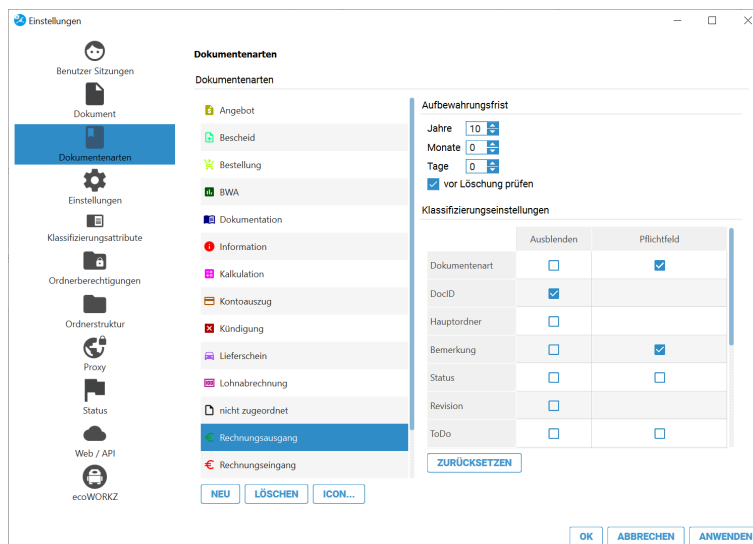 Einstellungen
Benutzer Sitzungen
Dokument
Dokumentenarten
Einstellungen
Klassifizierungsattribute
Ordnerberechtigungen
Ordnerstruktur
Proxy
Status
Web / API
ecoWORKZ
Dokumentenarten
Dokumentenarten
Angebot
Bescheid
Bestellung
BWA
Dokumentation
Information
Kalkulation
Kontoauszug
Kündigung
Lieferschein
Lohnabrechnung
nicht zugeordnet
Rechnungsausgang
Rechnungseingang
NEU LÖSCHEN ICON...
Aufbewahrungsfrist
Jahre 10
Monate 0
Tage 0
vor Löschung prüfen
Klassifizierungseinstellungen
Ausblenden Pflichtfeld
Dokumentenart
DocID
Hauptordner
Bemerkung
Status
Revision
ToDo
ZURÜCKSETZEN
OK ABBRECHEN ANWENDEN